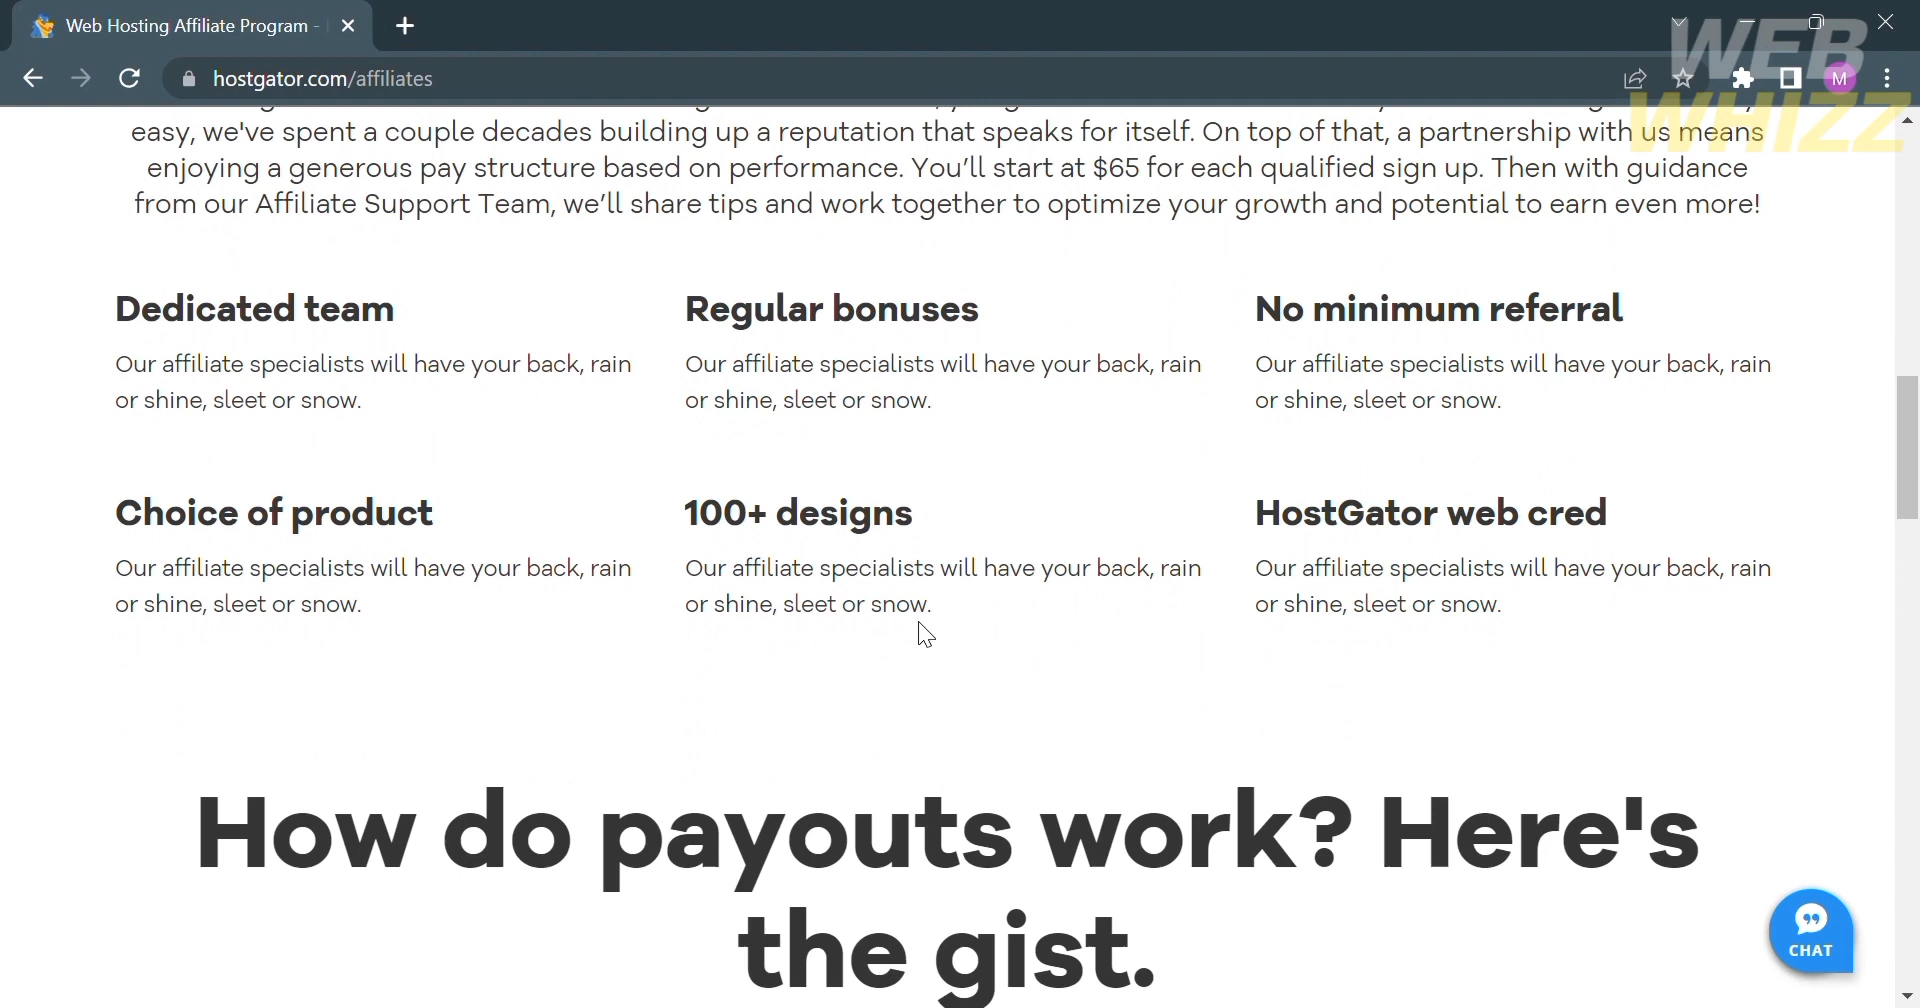 Web Hosting Affiliate Program -
hostgator.com/affiliates
M
WEB
WHIZZ
easy, we've spent a couple decades building up a reputation that speaks for itself. On top of that, a partnership with us means
enjoying a generous pay structure based on performance. You’ll start at $65 for each qualified sign up. Then with guidance
from our Affiliate Support Team, we’ll share tips and work together to optimize your growth and potential to earn even more!
Dedicated team
Our affiliate specialists will have your back, rain
or shine, sleet or snow.
Regular bonuses
Our affiliate specialists will have your back, rain
or shine, sleet or snow.
No minimum referral
Our affiliate specialists will have your back, rain
or shine, sleet or snow.
Choice of product
Our affiliate specialists will have your back, rain
or shine, sleet or snow.
100+ designs
Our affiliate specialists will have your back, rain
or shine, sleet or snow.
HostGator web cred
Our affiliate specialists will have your back, rain
or shine, sleet or snow.
How do payouts work? Here's
the gist.
CHAT